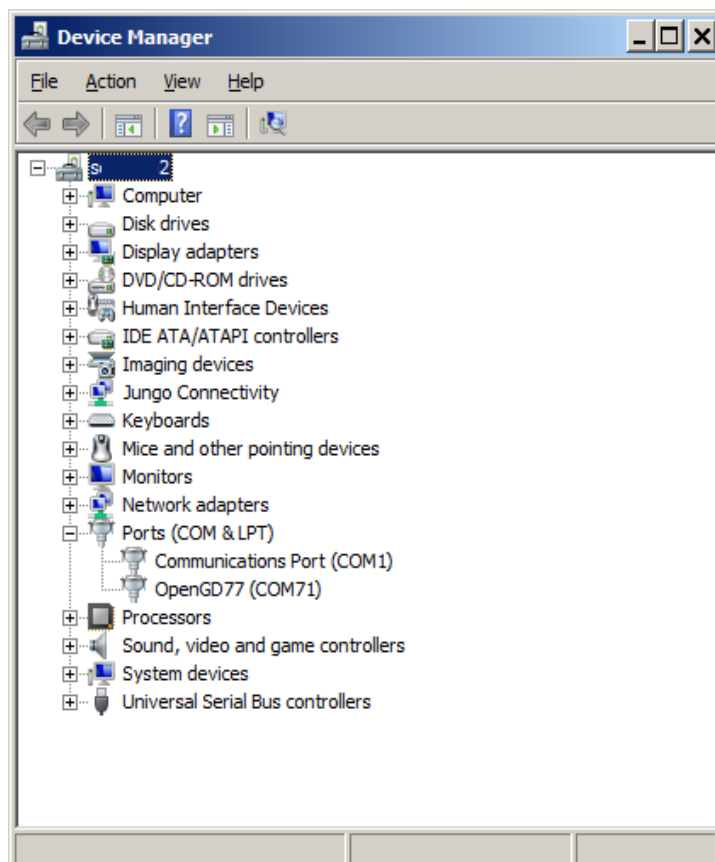 Device Manager
File Action View Help
2
Computer
Disk drives
Display adapters
DVD/CD-ROM drives
Human Interface Devices
IDE ATA/ATAPI controllers
Imaging devices
Jungo Connectivity
Keyboards
Mice and other pointing devices
Monitors
Network adapters
Ports (COM & LPT)
Communications Port (COM1)
OpenGD77 (COM71)
Processors
Sound, video and game controllers
System devices
Universal Serial Bus controllers